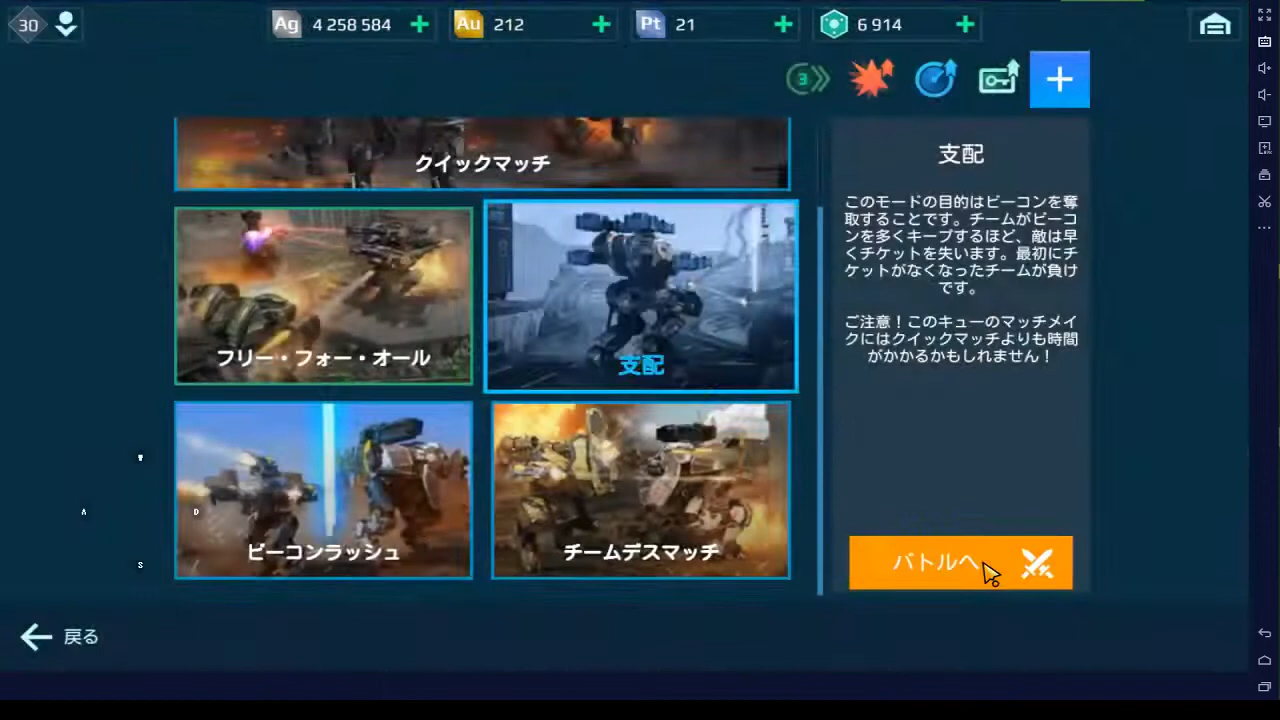 30
Ag 4 258 584
Au 212
Pt 21
6 914
3
クイックマッチ
フリー・フォー・オール
支配
ビーコンラッシュ
チームデスマッチ
支配
このモードの目的はビーコンを奪
取することです。チームがビーコ
ンを多くキープするほど、敵は早
くチケットを失います。最初にチ
ケットがなくなったチームが負け
です。
ご注意！このキューのマッチメイ
クにはクイックマッチよりも時間
がかかるかもしれません！
バトルへ
戻る
A
D
S